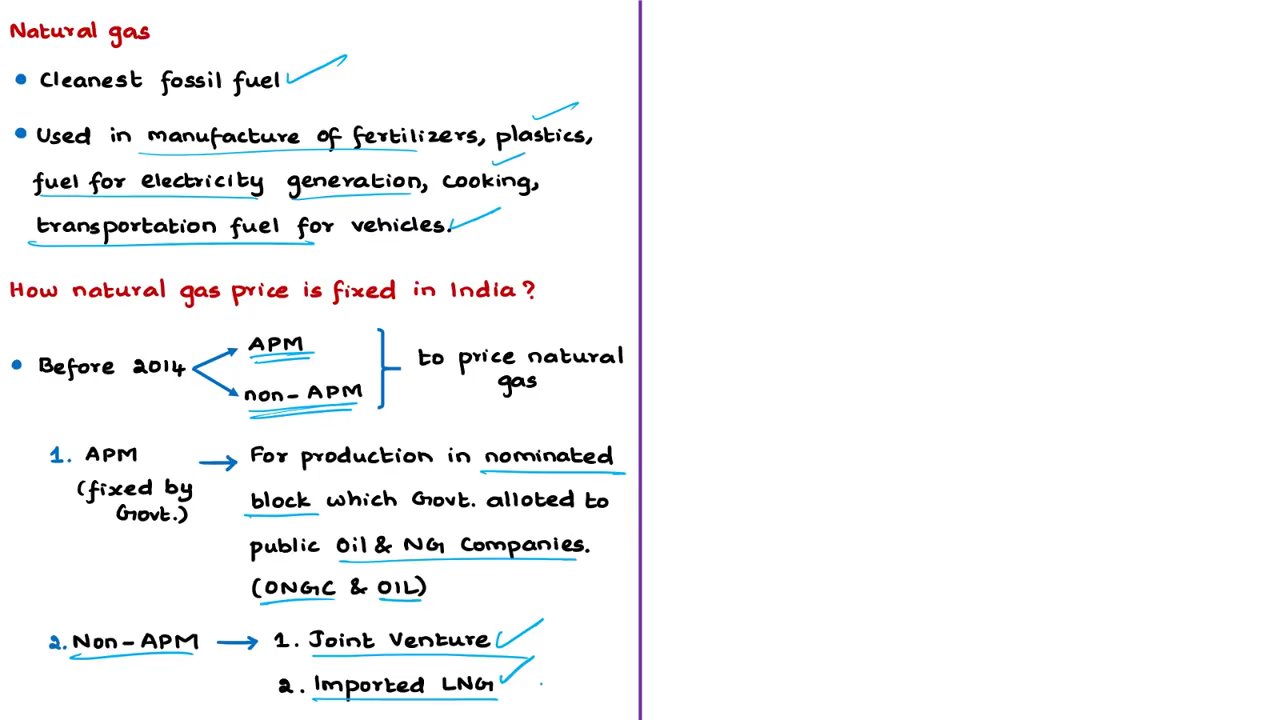 Natural gas
• Cleanest fossil fuel
• Used in manufacture of fertilizers, plastics,
fuel for electricity generation, cooking,
transportation fuel for vehicles.
How natural gas price is fixed in India?
• Before 2014
APM
non-APM
to price natural
gas
1. APM
(fixed by
Govt.)
For production in nominated
block which Govt. alloted to
public Oil & NG Companies.
(ONGC & OIL)
2. Non-APM
1. Joint Venture
2. Imported LNG